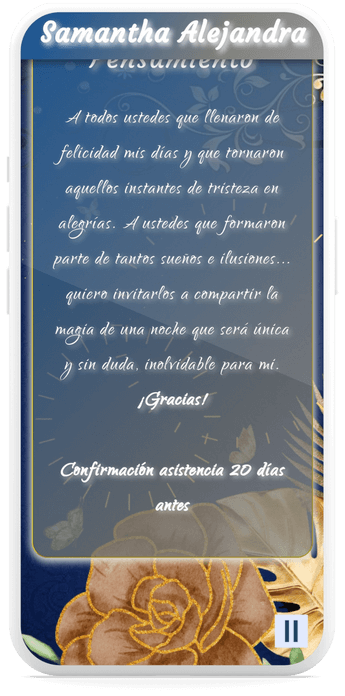 Samantha Alejandra
Pensamiento
A todos ustedes que llenaron de
felicidad mis días y que tornaron
aquellos instantes de tristeza en
alegrías. A ustedes que formaron
parte de tantos sueños e ilusiones...
quiero invitarlos a compartir la
magia de una noche que será única
y sin duda, inolvidable para mí.
¡Gracias!
Confirmación asistencia 20 días
antes